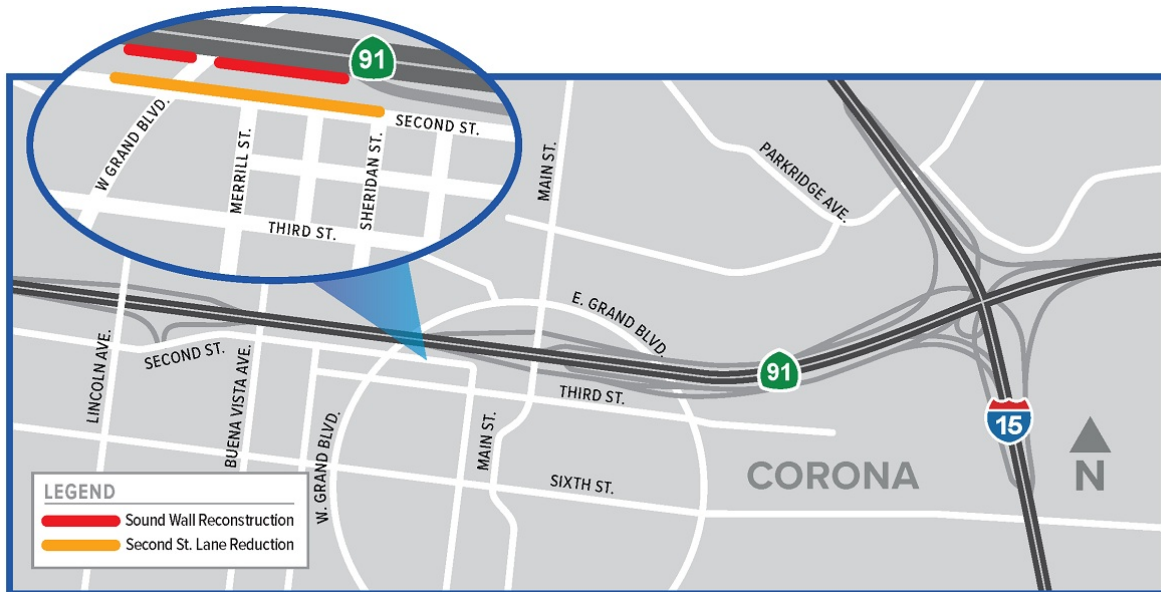 91
SECOND ST.
W GRAND BLVD.
MERRILL ST.
SHERIDAN ST.
THIRD ST.
MAIN ST.
PARKRIDGE AVE.
E. GRAND BLVD.
LINCOLN AVE.
SECOND ST.
BUENA VISTA AVE.
W. GRAND BLVD.
MAIN ST.
THIRD ST.
91
15
SIXTH ST.
CORONA
N
LEGEND
Sound Wall Reconstruction
Second St. Lane Reduction